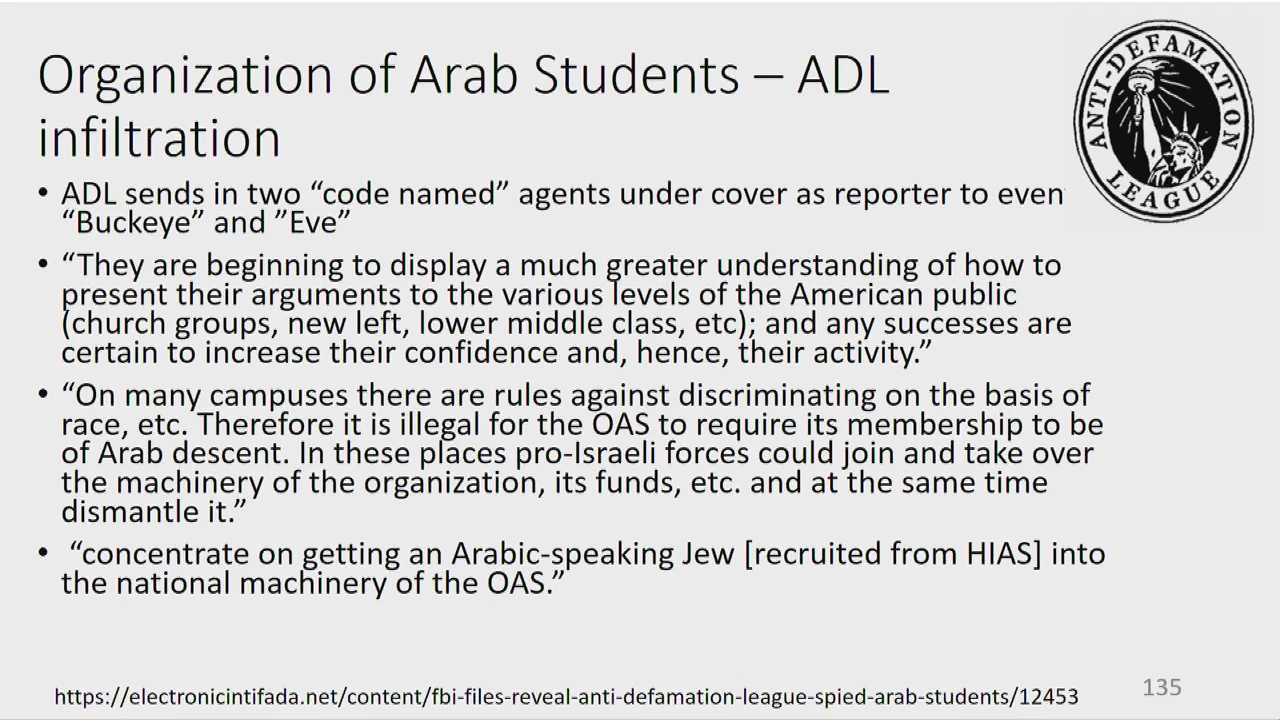 Organization of Arab Students – ADL
infiltration
ANTI-DEFAMATION LEAGUE
• ADL sends in two “code named” agents under cover as reporter to even
“Buckeye” and ”Eve”
• “They are beginning to display a much greater understanding of how to
present their arguments to the various levels of the American public
(church groups, new left, lower middle class, etc); and any successes are
certain to increase their confidence and, hence, their activity.”
• “On many campuses there are rules against discriminating on the basis of
race, etc. Therefore it is illegal for the OAS to require its membership to be
of Arab descent. In these places pro-Israeli forces could join and take over
the machinery of the organization, its funds, etc. and at the same time
dismantle it.”
• “concentrate on getting an Arabic-speaking Jew [recruited from HIAS] into
the national machinery of the OAS.”
https://electronicintifada.net/content/fbi-files-reveal-anti-defamation-league-spied-arab-students/12453
135